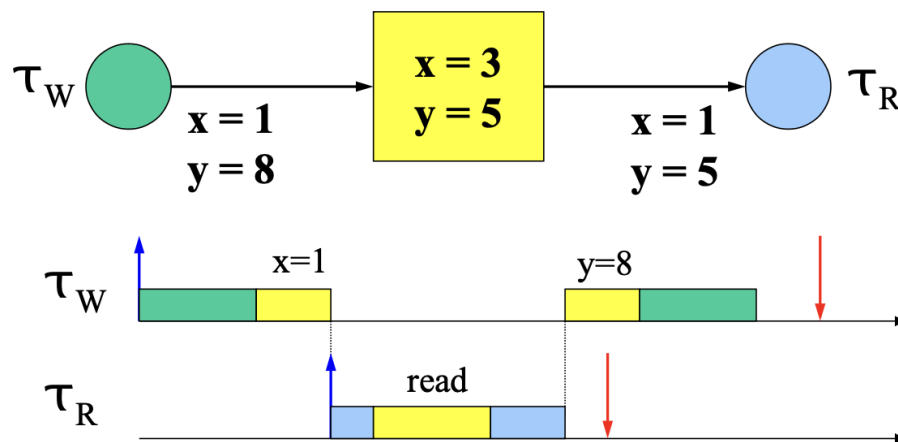 τW
x = 3
y = 5
τR
x = 1
y = 8
x = 1
y = 5
τW
x=1
y=8
τR
read